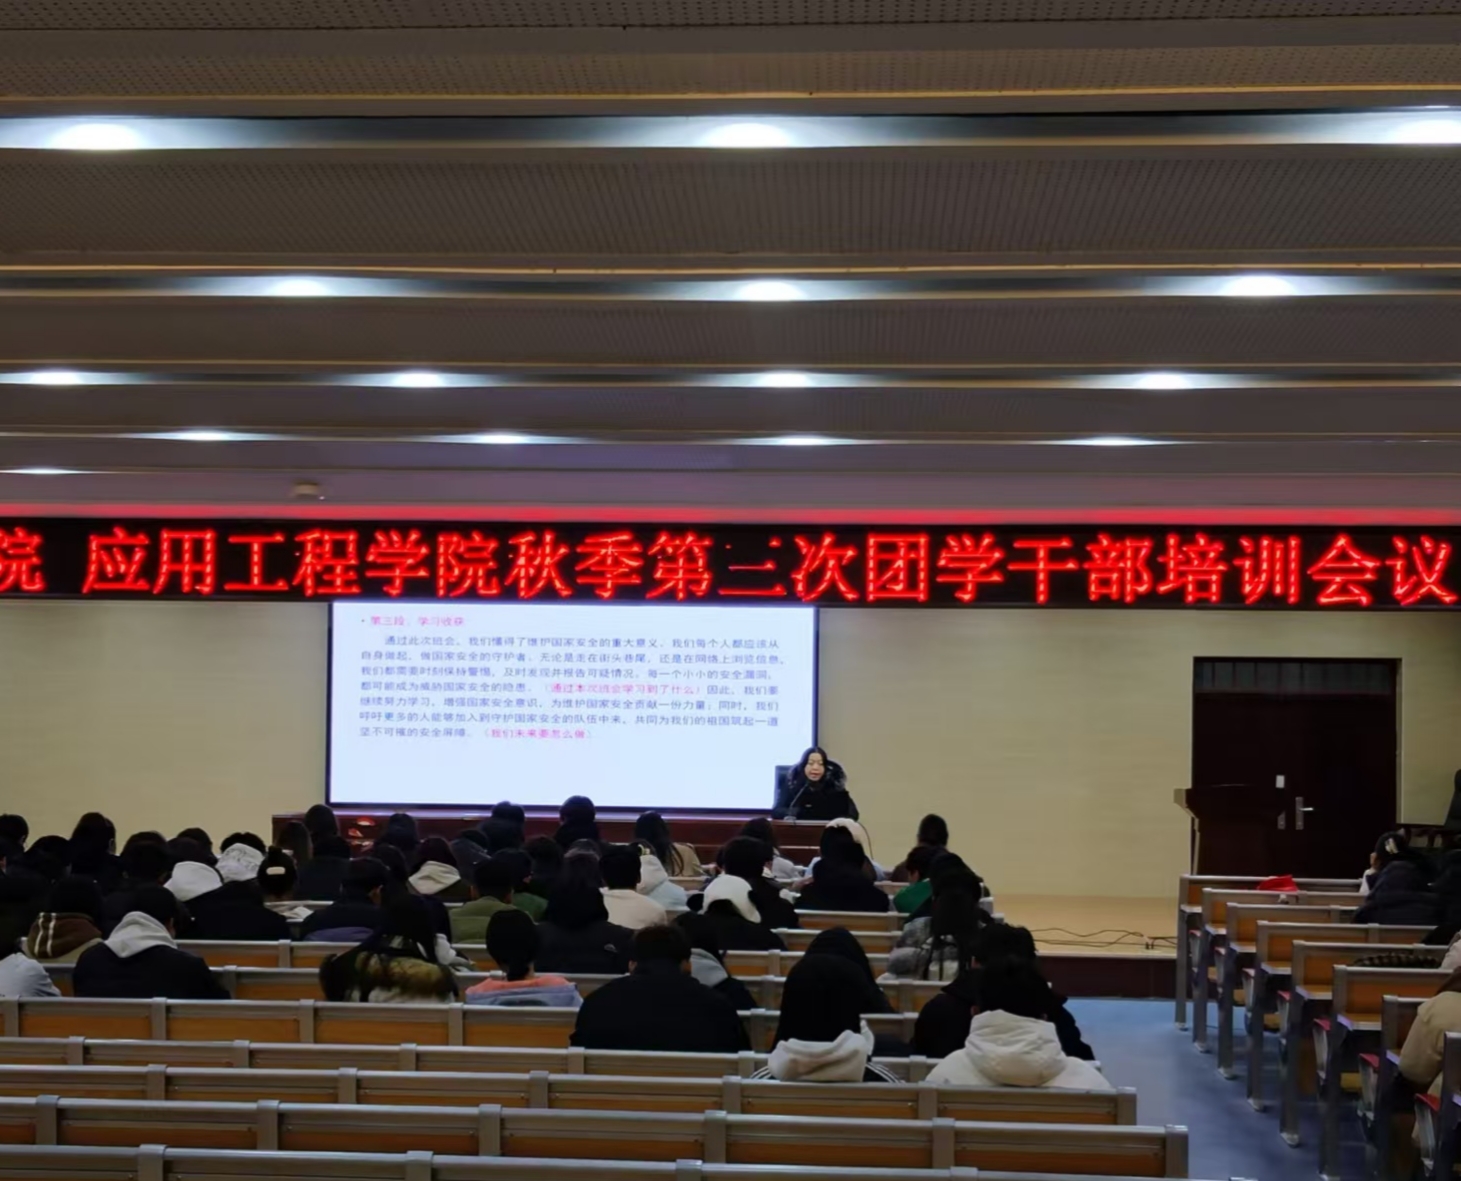 院 应用工程学院秋季第二次团学干部培训会议
• 第三段：学习收获
通过此次班会，我们懂得了维护国家安全的重大意义，我们每个人都应该从
自身做起，做国家安全的守护者，无论是走在街头巷尾，还是在网络上浏览信息，
我们都需要时刻保持警惕，及时发现并报告可疑情况，每一个小小的安全漏洞，
都可能成为威胁国家安全的隐患。（通过本次班会学习到了什么）因此，我们要
继续努力学习，增强国家安全意识，为维护国家安全贡献一份力量；同时，我们
呼吁更多的人能够加入到守护国家安全的队伍中来，共同为我们的祖国筑起一道
坚不可摧的安全屏障。（我们未来要怎么做）